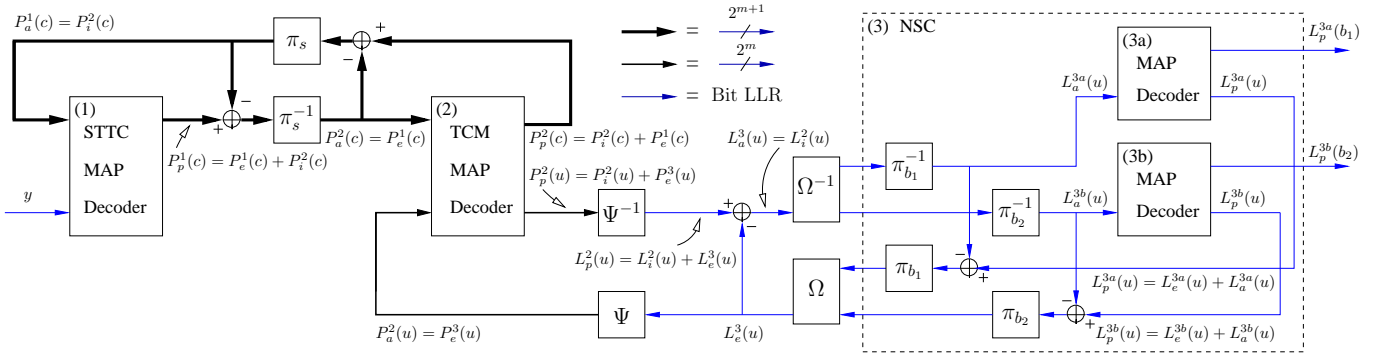 P_a^1(c) = P_i^2(c)
π_s
+
−
2^{m+1}
=
2^m
=
= Bit LLR
(3) NSC
(3a)
MAP
Decoder
L_p^{3a}(b_1)
L_a^{3a}(u)
L_p^{3a}(u)
(1)
STTC
MAP
Decoder
y
−
+
π_s^{-1}
P_p^1(c) = P_e^1(c) + P_i^2(c)
P_a^2(c) = P_e^1(c)
(2)
TCM
MAP
Decoder
P_p^2(c) = P_i^2(c) + P_e^1(c)
P_p^2(u) = P_i^2(u) + P_e^3(u)
Ψ^{-1}
L_a^3(u) = L_i^2(u)
+
−
L_p^2(u) = L_i^2(u) + L_e^3(u)
Ω^{-1}
π_{b_1}^{-1}
π_{b_2}^{-1}
L_a^{3b}(u)
(3b)
MAP
Decoder
L_p^{3b}(b_2)
L_p^{3b}(u)
Ω
π_{b_1}
−
+
L_p^{3a}(u) = L_e^{3a}(u) + L_a^{3a}(u)
P_a^2(u) = P_e^3(u)
Ψ
L_e^3(u)
π_{b_2}
−
+
L_p^{3b}(u) = L_e^{3b}(u) + L_a^{3b}(u)